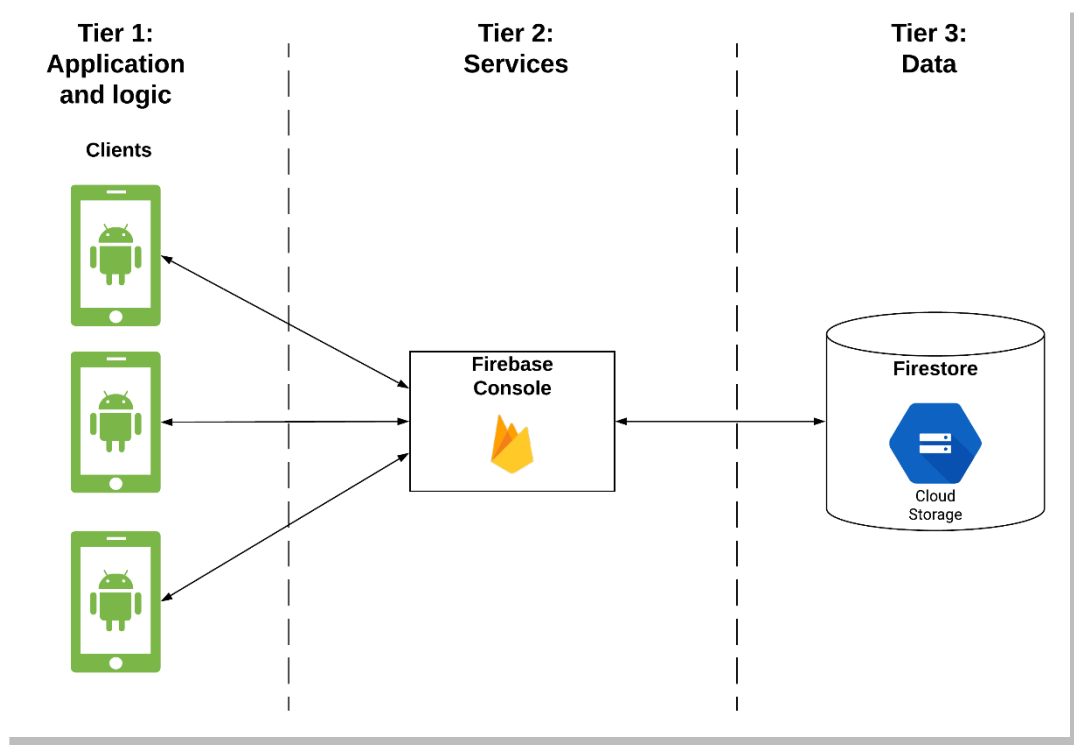 Tier 1:
Application
and logic
Tier 2:
Services
Tier 3:
Data
Clients
Firebase
Console
Firestore
Cloud
Storage